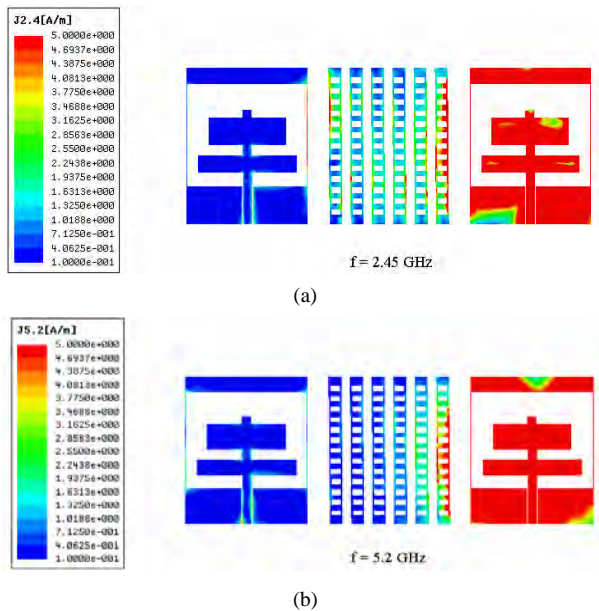 J2.4[A/m]
5.0000e+000
4.6937e+000
4.3875e+000
4.0813e+000
3.7750e+000
3.4688e+000
3.1625e+000
2.8563e+000
2.5500e+000
2.2438e+000
1.9375e+000
1.6313e+000
1.3250e+000
1.0188e+000
7.1250e-001
4.0625e-001
1.0000e-001
f = 2.45 GHz
(a)
J5.2[A/m]
5.0000e+000
4.6937e+000
4.3875e+000
4.0813e+000
3.7750e+000
3.4688e+000
3.1625e+000
2.8563e+000
2.5500e+000
2.2438e+000
1.9375e+000
1.6313e+000
1.3250e+000
1.0188e+000
7.1250e-001
4.0625e-001
1.0000e-001
f = 5.2 GHz
(b)